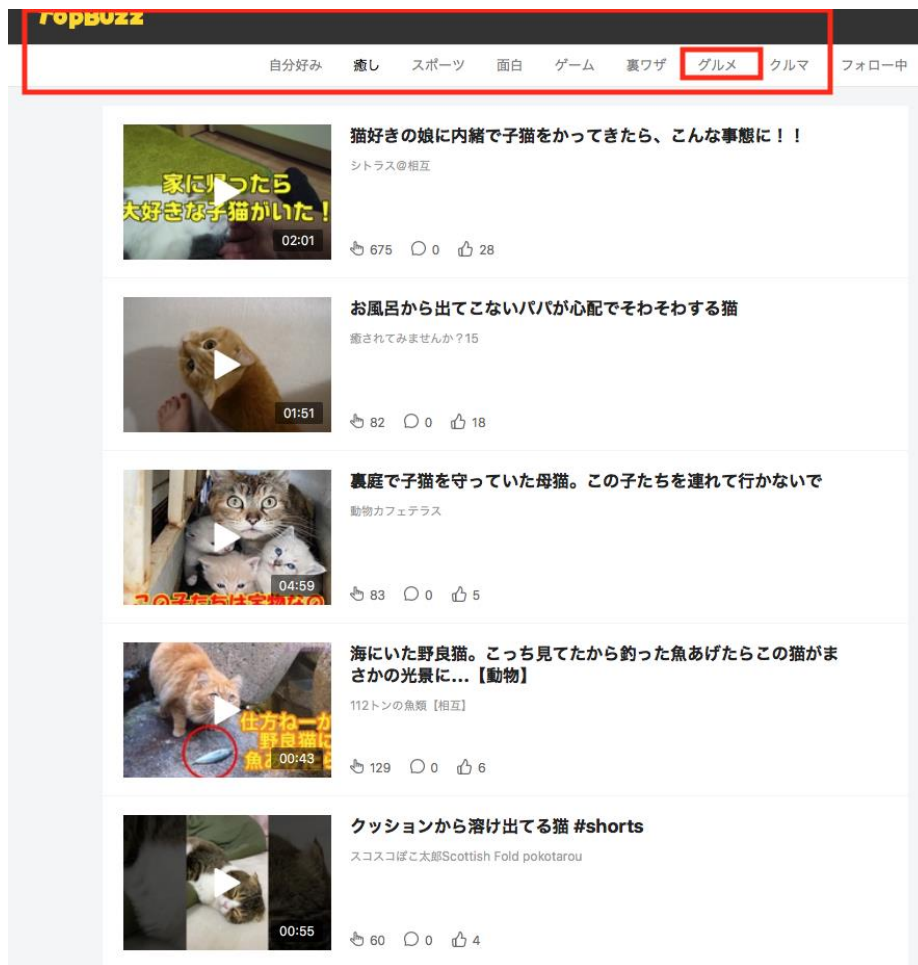 TopBuzz
自分好み 癒し スポーツ 面白 ゲーム 裏ワザ グルメ クルマ フォロー中
猫好きの娘に内緒で子猫をかってきたら、こんな事態に！！
シトラス@相互
家に帰ったら
大好きな子猫がいた！
02:01
675 0 28
お風呂から出てこないパパが心配でそわそわする猫
癒されてみませんか？15
01:51
82 0 18
裏庭で子猫を守っていた母猫。この子たちを連れて行かないで
動物カフェテラス
04:59
この子たちは宝物なの
83 0 5
海にいた野良猫。こっち見てたから釣った魚あげたらこの猫がま
さかの光景に...【動物】
112トンの魚類【相互】
仕方ねーか
野良猫に
魚あ
00:43
129 0 6
クッションから溶け出てる猫 #shorts
スコスコぽこ太郎Scottish Fold pokotarou
00:55
60 0 4